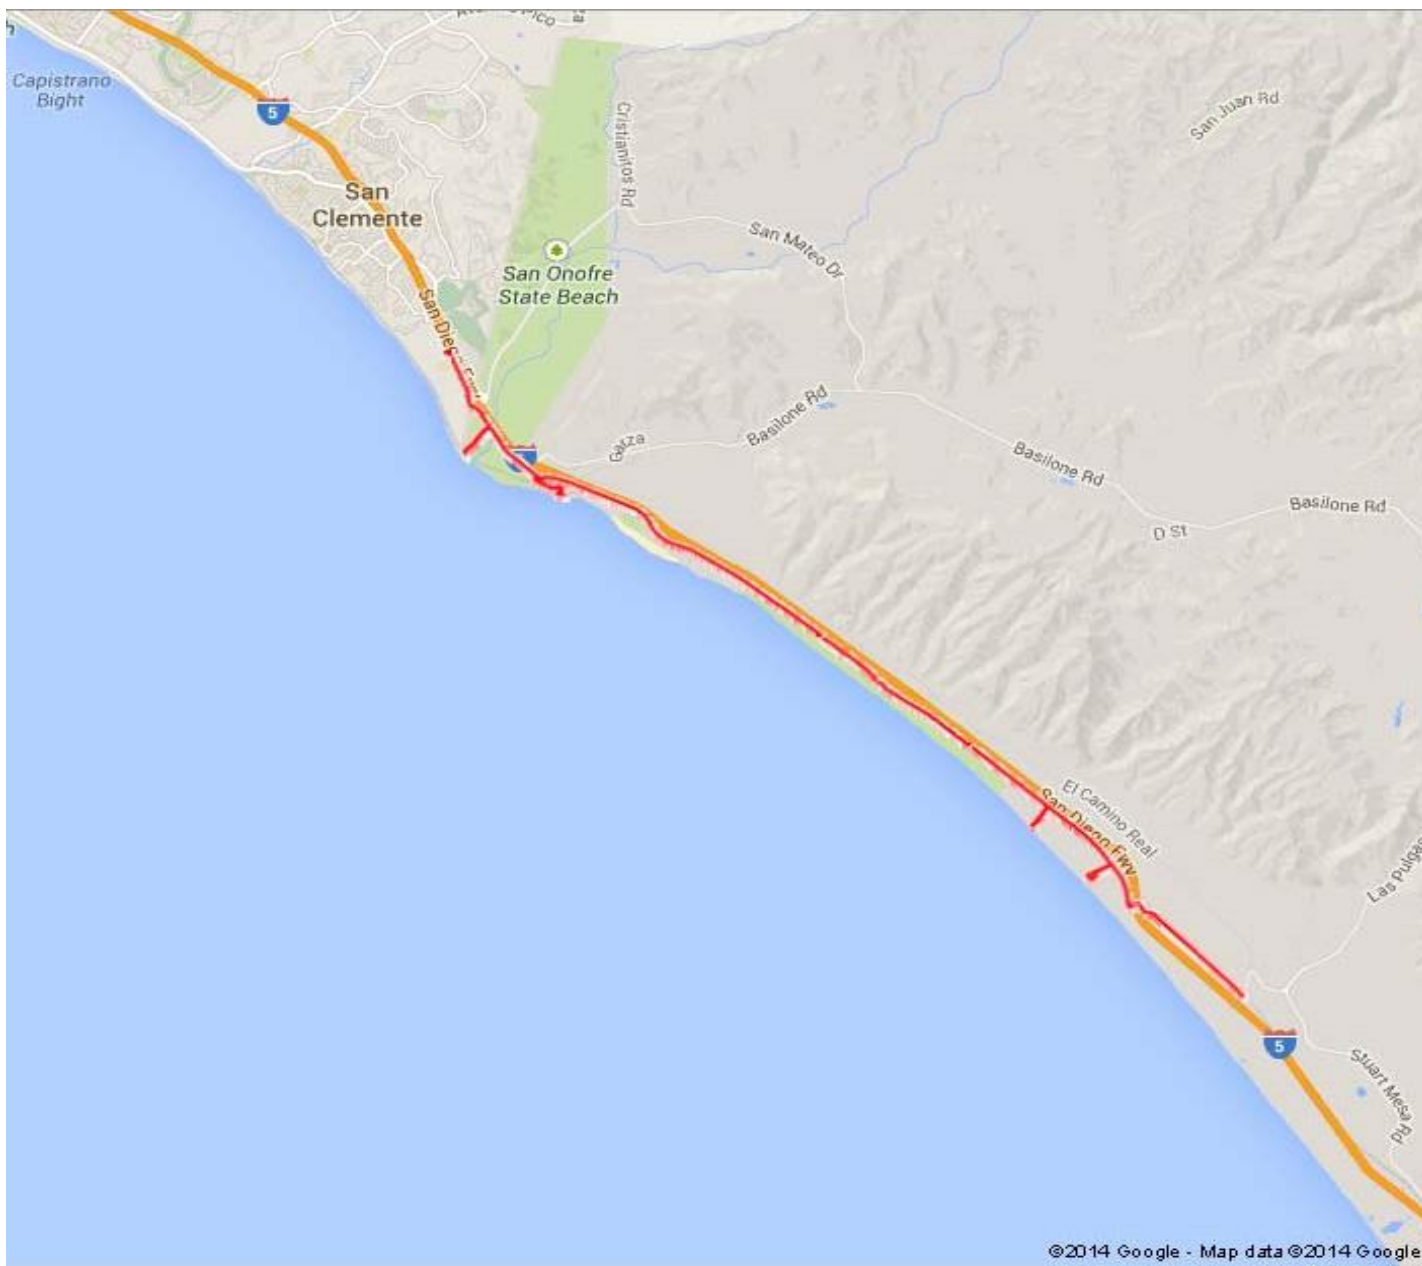 Capistrano
Bight
5
San
Clemente
Cristianitos Rd
San Juan Rd
San Mateo Dr
San Onofre
State Beach
San Diego
Basilone Rd
Basilone Rd
Basilone Rd
D St
El Camino Real
San Diego Fwy
Las Pulgas
5
Stuart Mesa
Rd
©2014 Google - Map data ©2014 Google